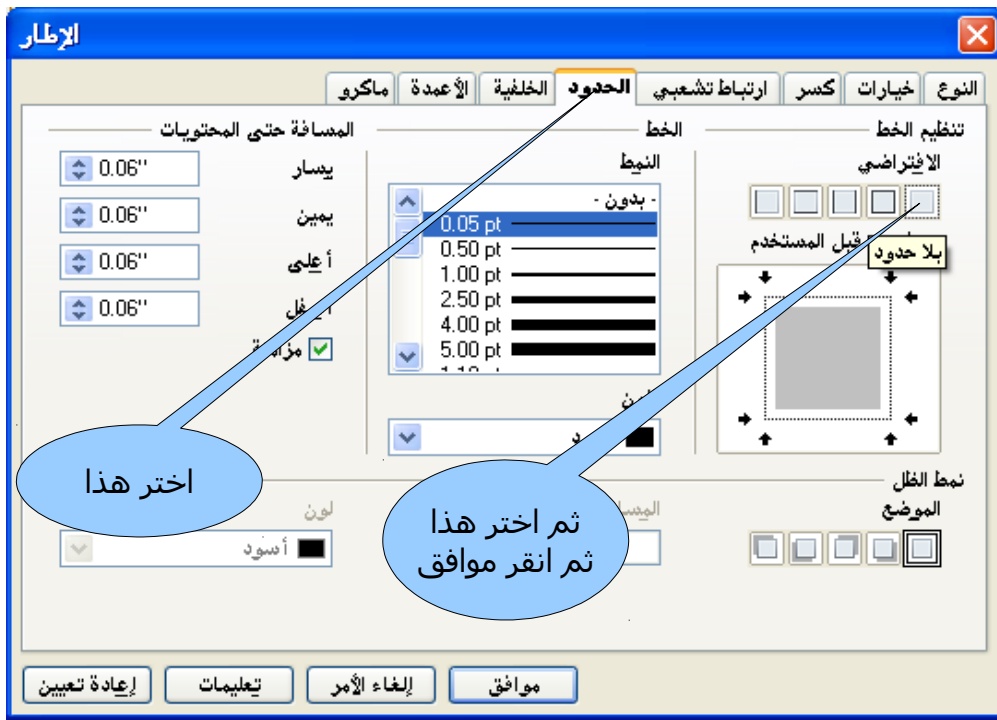 الإطار
النوع خيارات كسر ارتباط تشعبي الحدود الخلفية الأعمدة ماكرو
تنظيم الخط
الافتراضي
قبل المستخدم
بلا حدود
الخط
النمط
- بدون -
0.05 pt
0.50 pt
1.00 pt
2.50 pt
4.00 pt
5.00 pt
المسافة حتى المحتويات
يسار 0.06"
يمين 0.06"
أعلى 0.06"
0.06"
نمط الظل
الموضع
لون
أسود
اختر هذا
ثم اختر هذا
ثم انقر موافق
موافق إلغاء الأمر تعليمات إعادة تعيين